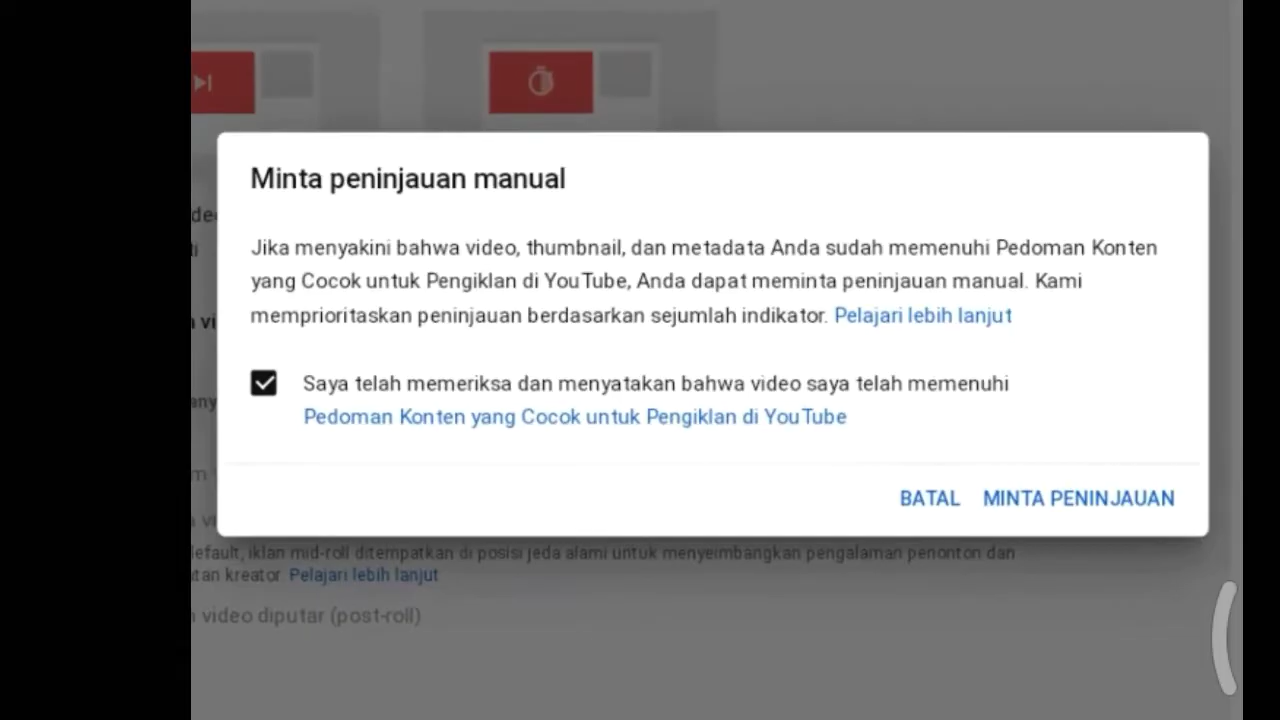 Minta peninjauan manual
Jika menyakini bahwa video, thumbnail, dan metadata Anda sudah memenuhi Pedoman Konten
yang Cocok untuk Pengiklan di YouTube, Anda dapat meminta peninjauan manual. Kami
memprioritaskan peninjauan berdasarkan sejumlah indikator. Pelajari lebih lanjut
Saya telah memeriksa dan menyatakan bahwa video saya telah memenuhi
Pedoman Konten yang Cocok untuk Pengiklan di YouTube
BATAL MINTA PENINJAUAN
efault, iklan mid-roll ditempatkan di posisi jeda alami untuk menyeimbangkan pengalaman penonton dan
tan kreator. Pelajari lebih lanjut
video diputar (post-roll)